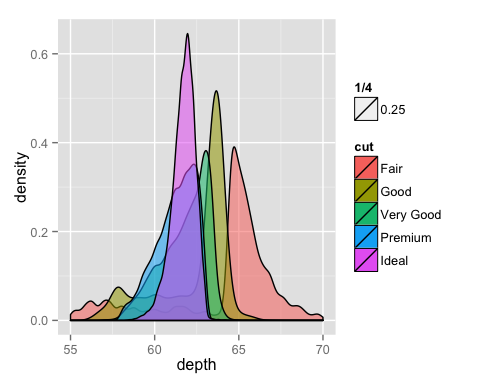 0.6
0.4
0.2
0.0
density
55 60 65 70
depth
1/4
0.25
cut
Fair
Good
Very Good
Premium
Ideal